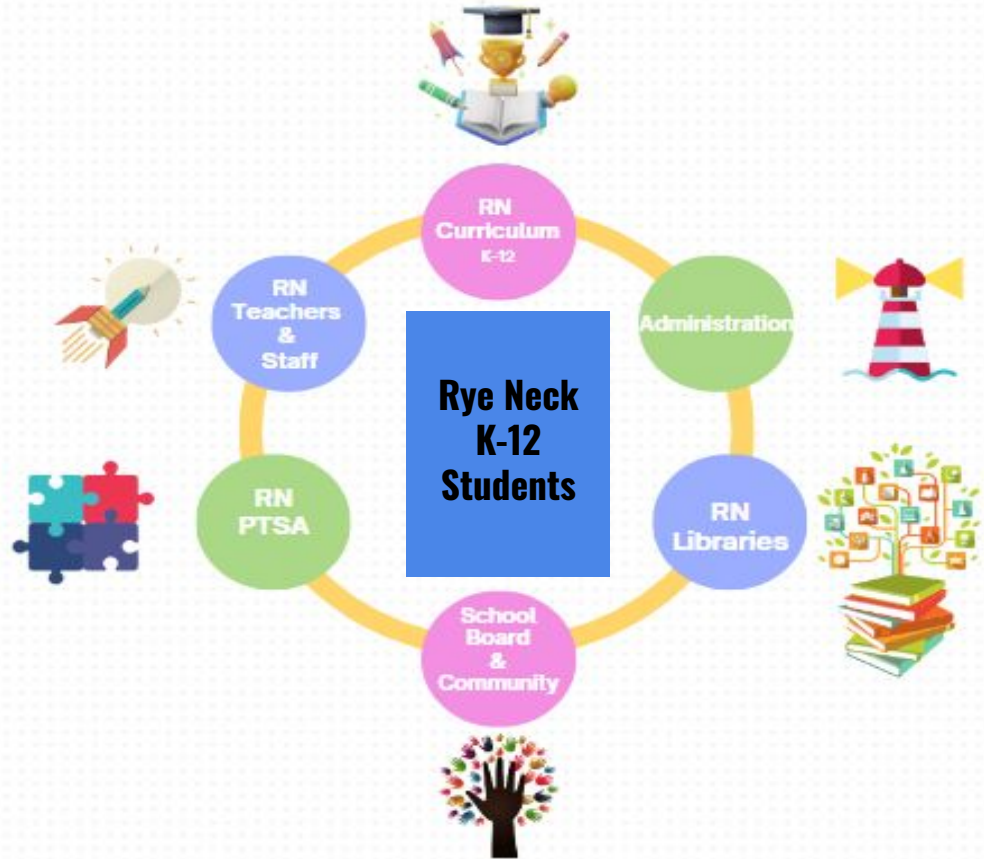 RN
Curriculum
K-12
RN
Teachers
&
Staff
Administration
Rye Neck
K-12
Students
RN
PTSA
RN
Libraries
School
Board
&
Community